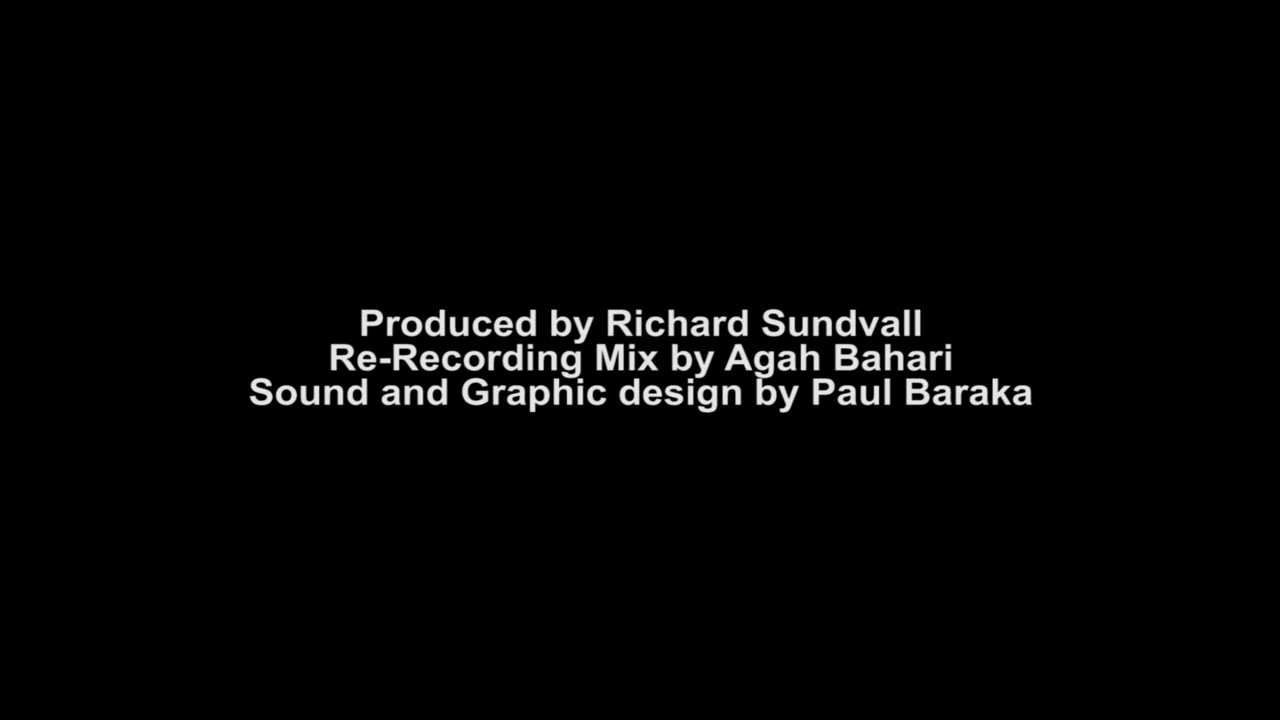 Produced by Richard Sundvall
Re-Recording Mix by Agah Bahari
Sound and Graphic design by Paul Baraka